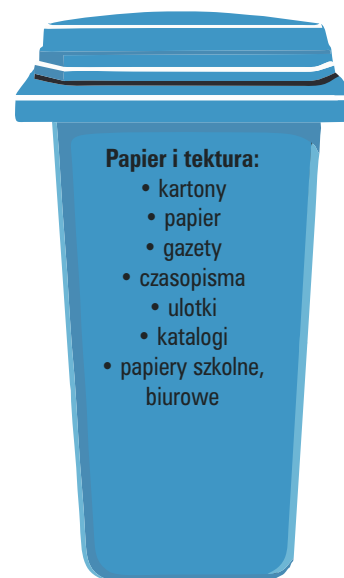 Papier i tektura:
• kartony
• papier
• gazety
• czasopisma
• ulotki
• katalogi
• papiery szkolne,
biurowe